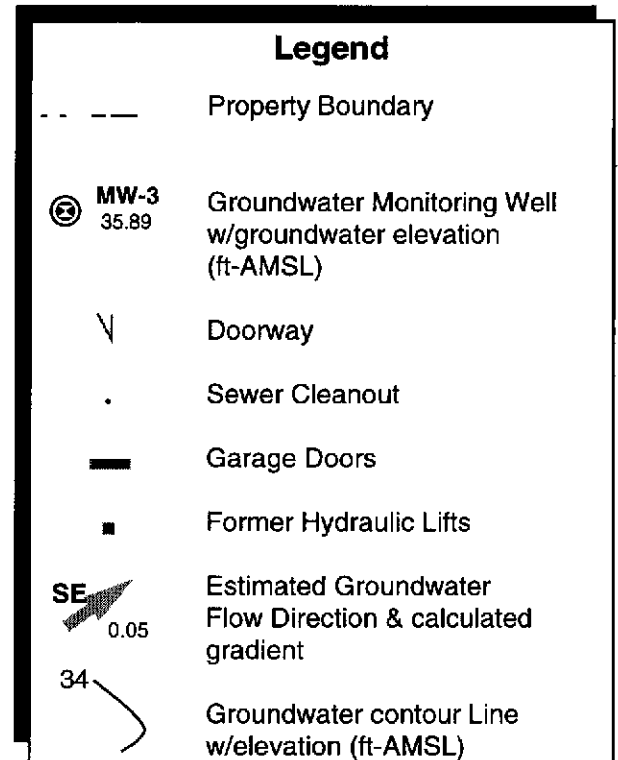 Legend
Property Boundary
MW-3
35.89
Groundwater Monitoring Well
w/groundwater elevation
(ft-AMSL)
Doorway
Sewer Cleanout
Garage Doors
Former Hydraulic Lifts
SE
0.05
Estimated Groundwater
Flow Direction & calculated
gradient
34
Groundwater contour Line
w/elevation (ft-AMSL)